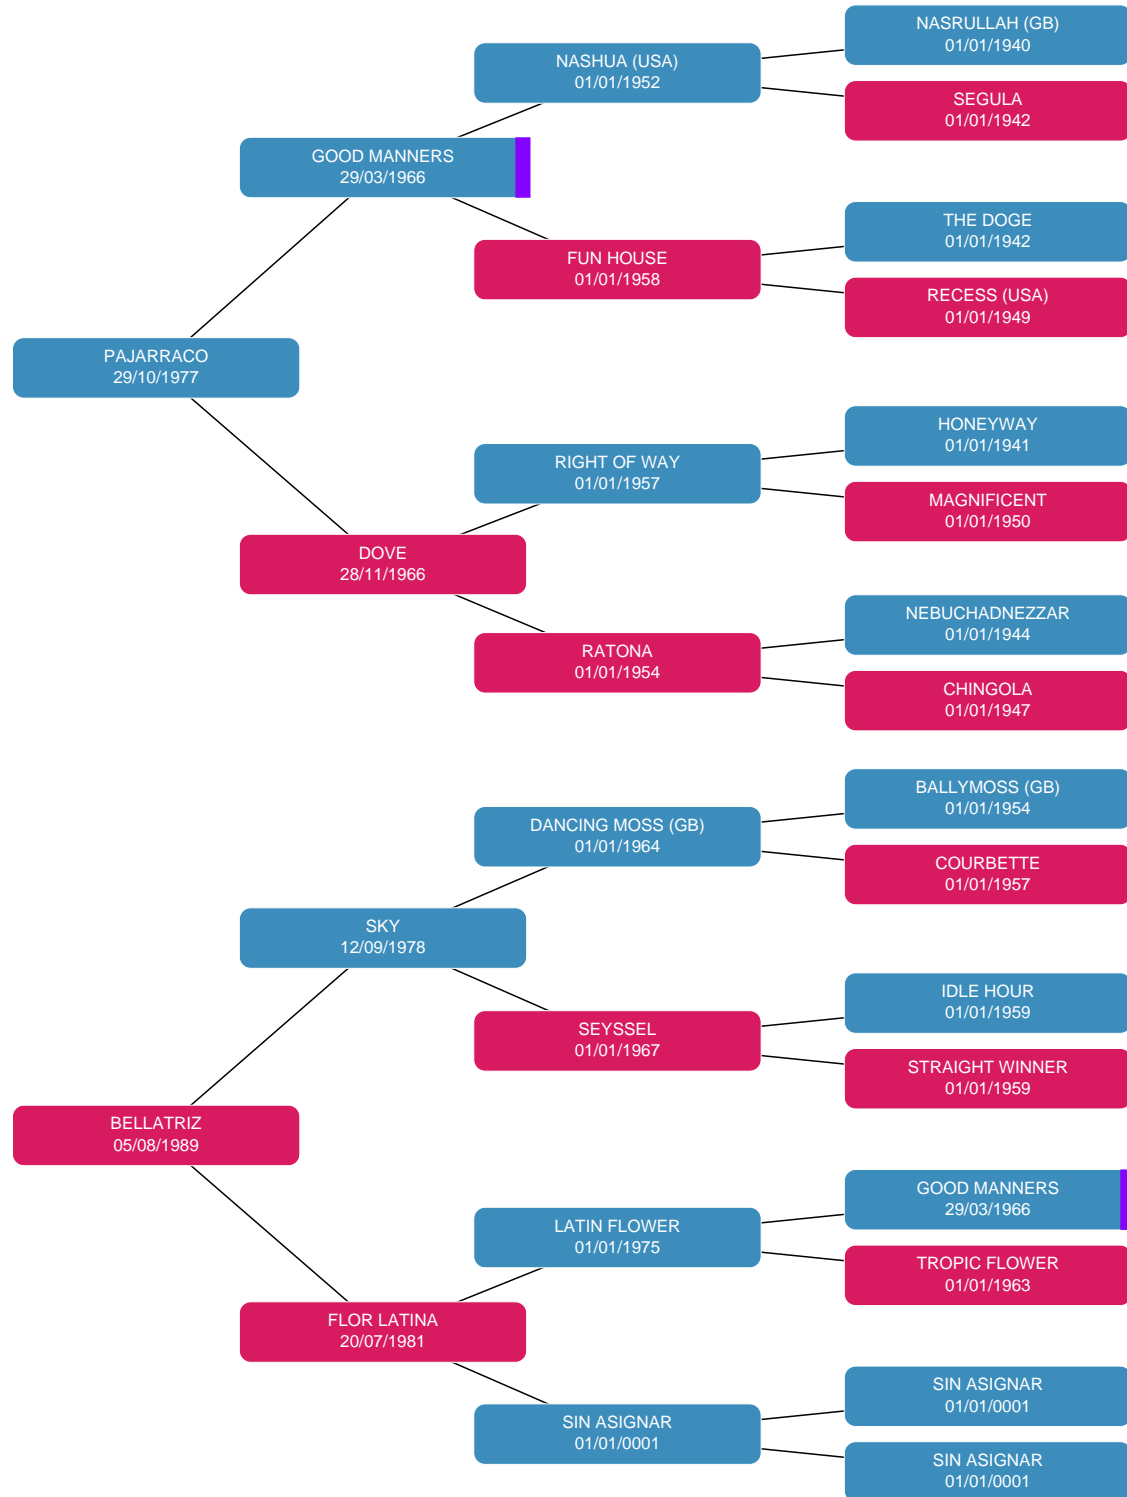 NASRULLAH (GB)
01/01/1940
NASHUA (USA)
01/01/1952
SEGULA
01/01/1942
GOOD MANNERS
29/03/1966
THE DOGE
01/01/1942
FUN HOUSE
01/01/1958
RECESS (USA)
01/01/1949
PAJARRACO
29/10/1977
HONEYWAY
01/01/1941
RIGHT OF WAY
01/01/1957
MAGNIFICENT
01/01/1950
DOVE
28/11/1966
NEBUCHADNEZZAR
01/01/1944
RATONA
01/01/1954
CHINGOLA
01/01/1947
BALLYMOSS (GB)
01/01/1954
DANCING MOSS (GB)
01/01/1964
COURBETTE
01/01/1957
SKY
12/09/1978
IDLE HOUR
01/01/1959
SEYSSEL
01/01/1967
STRAIGHT WINNER
01/01/1959
BELLATRIZ
05/08/1989
GOOD MANNERS
29/03/1966
LATIN FLOWER
01/01/1975
TROPIC FLOWER
01/01/1963
FLOR LATINA
20/07/1981
SIN ASIGNAR
01/01/0001
SIN ASIGNAR
01/01/0001
SIN ASIGNAR
01/01/0001